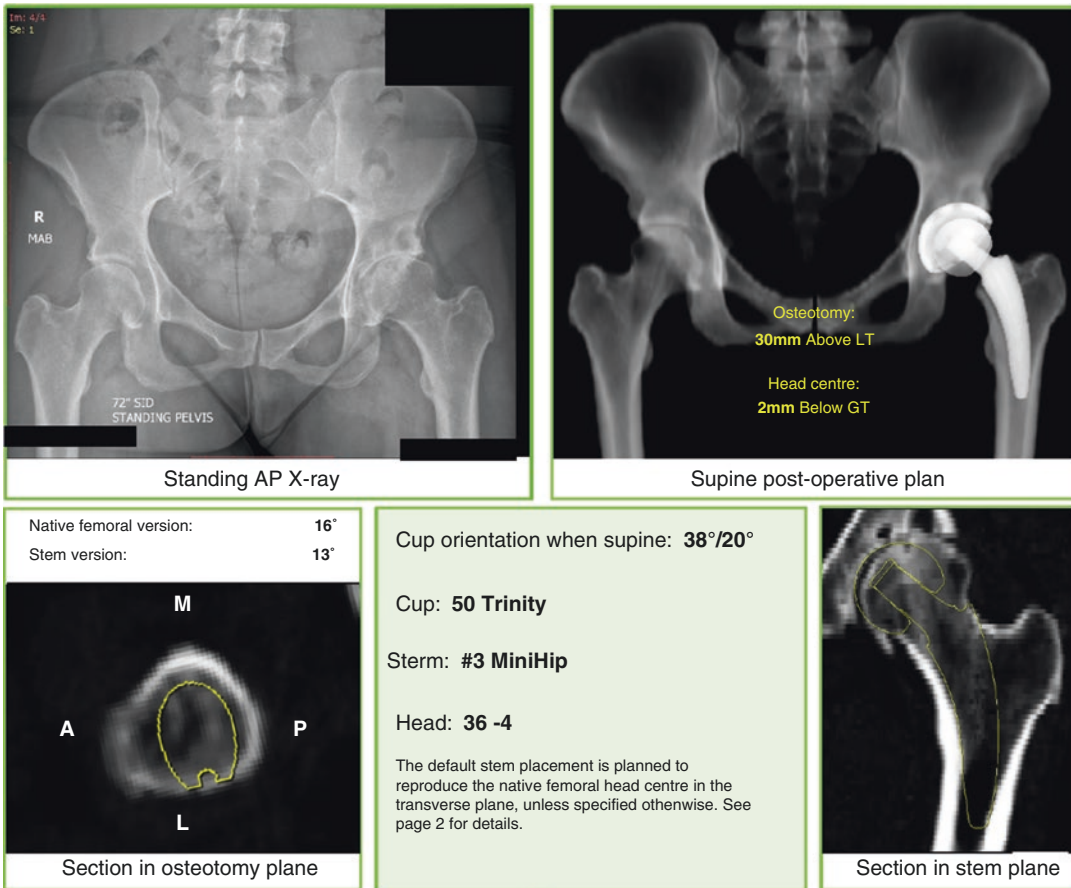 Im: 4/4
Se: 1
R
MAB
72" SID
STANDING PELVIS
Standing AP X-ray
Osteotomy:
30mm Above LT
Head centre:
2mm Below GT
Supine post-operative plan
Native femoral version: 16°
Stem version: 13°
M
A
P
L
Section in osteotomy plane
Cup orientation when supine: 38°/20°
Cup: 50 Trinity
Sterm: #3 MiniHip
Head: 36 -4
The default stem placement is planned to
reproduce the native femoral head centre in the
transverse plane, unless specified otherwise. See
page 2 for details.
Section in stem plane